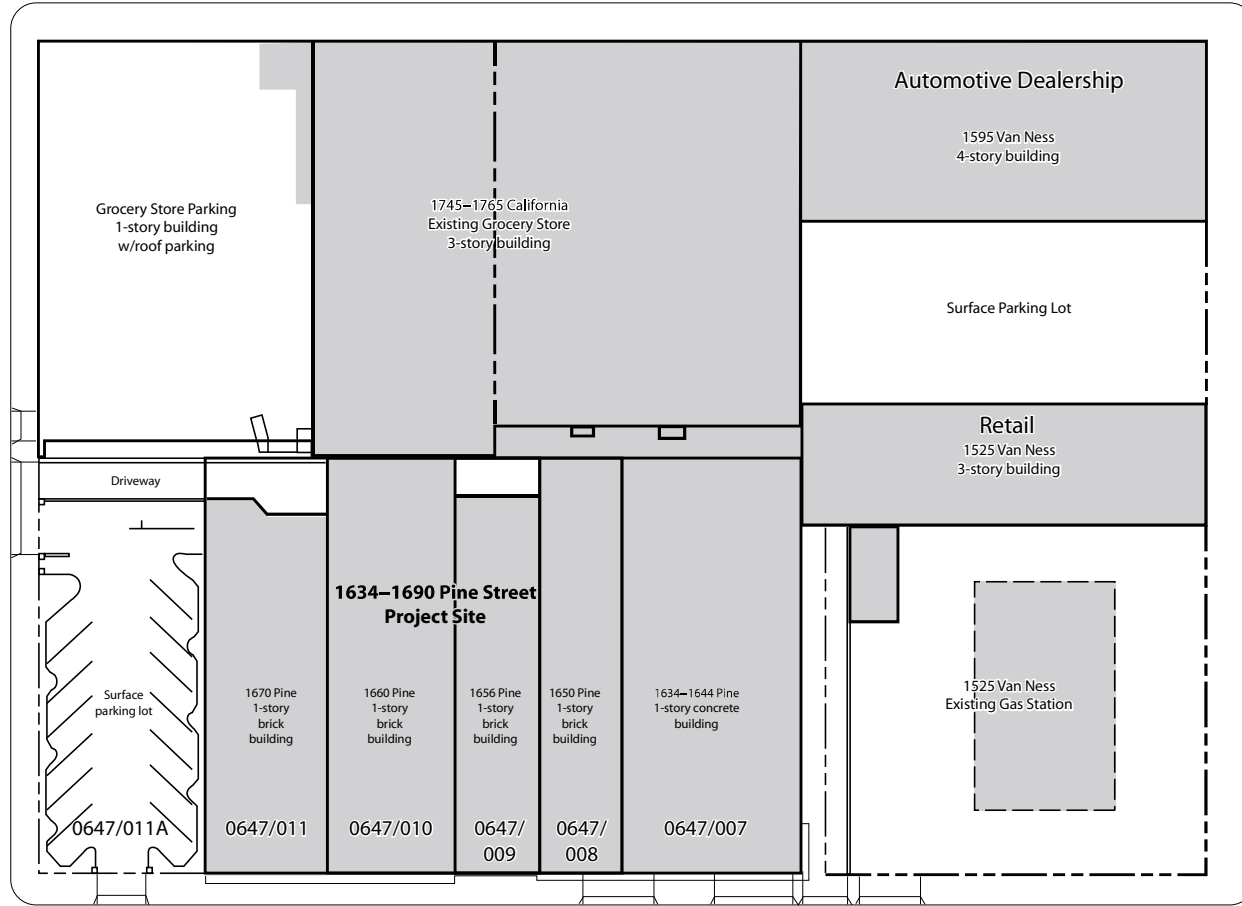 Automotive Dealership
1595 Van Ness
4-story building
Grocery Store Parking
1-story building
w/roof parking
1745–1765 California
Existing Grocery Store
3-story building
Surface Parking Lot
Retail
1525 Van Ness
3-story building
Driveway
1634–1690 Pine Street
Project Site
Surface
parking lot
1670 Pine
1-story
brick
building
1660 Pine
1-story
brick
building
1656 Pine
1-story
brick
building
1650 Pine
1-story
brick
building
1634–1644 Pine
1-story concrete
building
1525 Van Ness
Existing Gas Station
0647/011A
0647/011
0647/010
0647/
009
0647/
008
0647/007